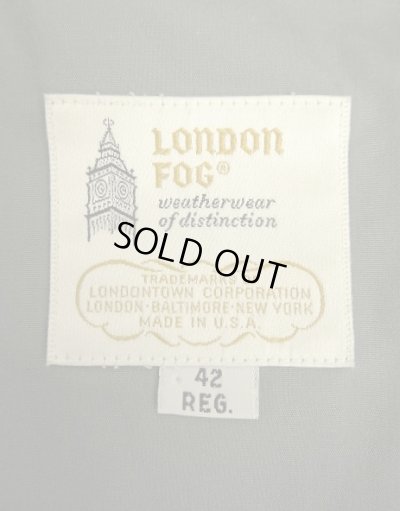 LONDON
FOG®
weatherwear
of distinction
SOLD OUT
TRADEMARKS
LONDONTOWN CORPORATION
LONDON·BALTIMORE·NEW YORK
MADE IN U.S.A.
42
REG.